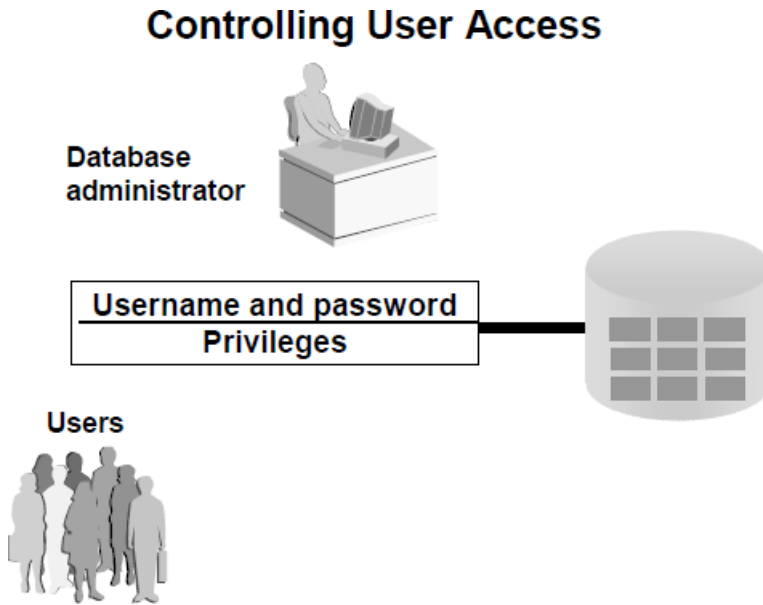 Controlling User Access
Database
administrator
Username and password
Privileges
Users